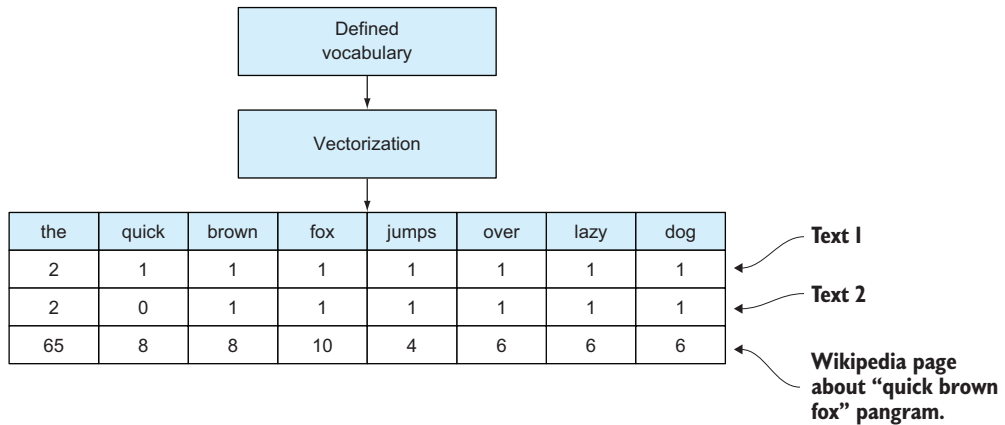 Defined
vocabulary
Vectorization
the quick brown fox jumps over lazy dog
2 1 1 1 1 1 1 1
Text 1
2 0 1 1 1 1 1 1
Text 2
65 8 8 10 4 6 6 6
Wikipedia page
about “quick brown
fox” pangram.